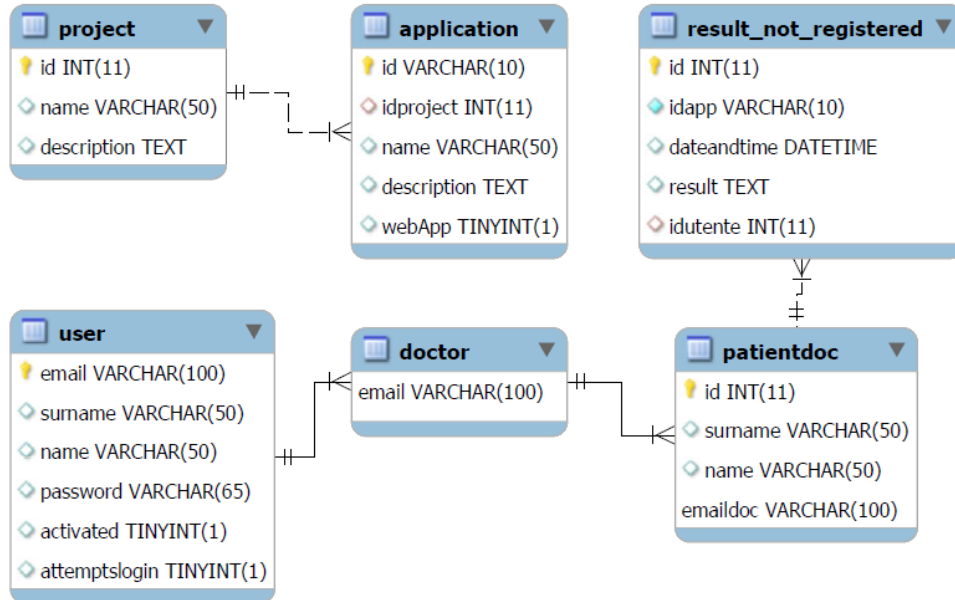 project
id INT(11)
name VARCHAR(50)
description TEXT
application
id VARCHAR(10)
idproject INT(11)
name VARCHAR(50)
description TEXT
webApp TINYINT(1)
result_not_registered
id INT(11)
idapp VARCHAR(10)
dateandtime DATETIME
result TEXT
idutente INT(11)
user
email VARCHAR(100)
surname VARCHAR(50)
name VARCHAR(50)
password VARCHAR(65)
activated TINYINT(1)
attemptslogin TINYINT(1)
doctor
email VARCHAR(100)
patientdoc
id INT(11)
surname VARCHAR(50)
name VARCHAR(50)
emaildoc VARCHAR(100)